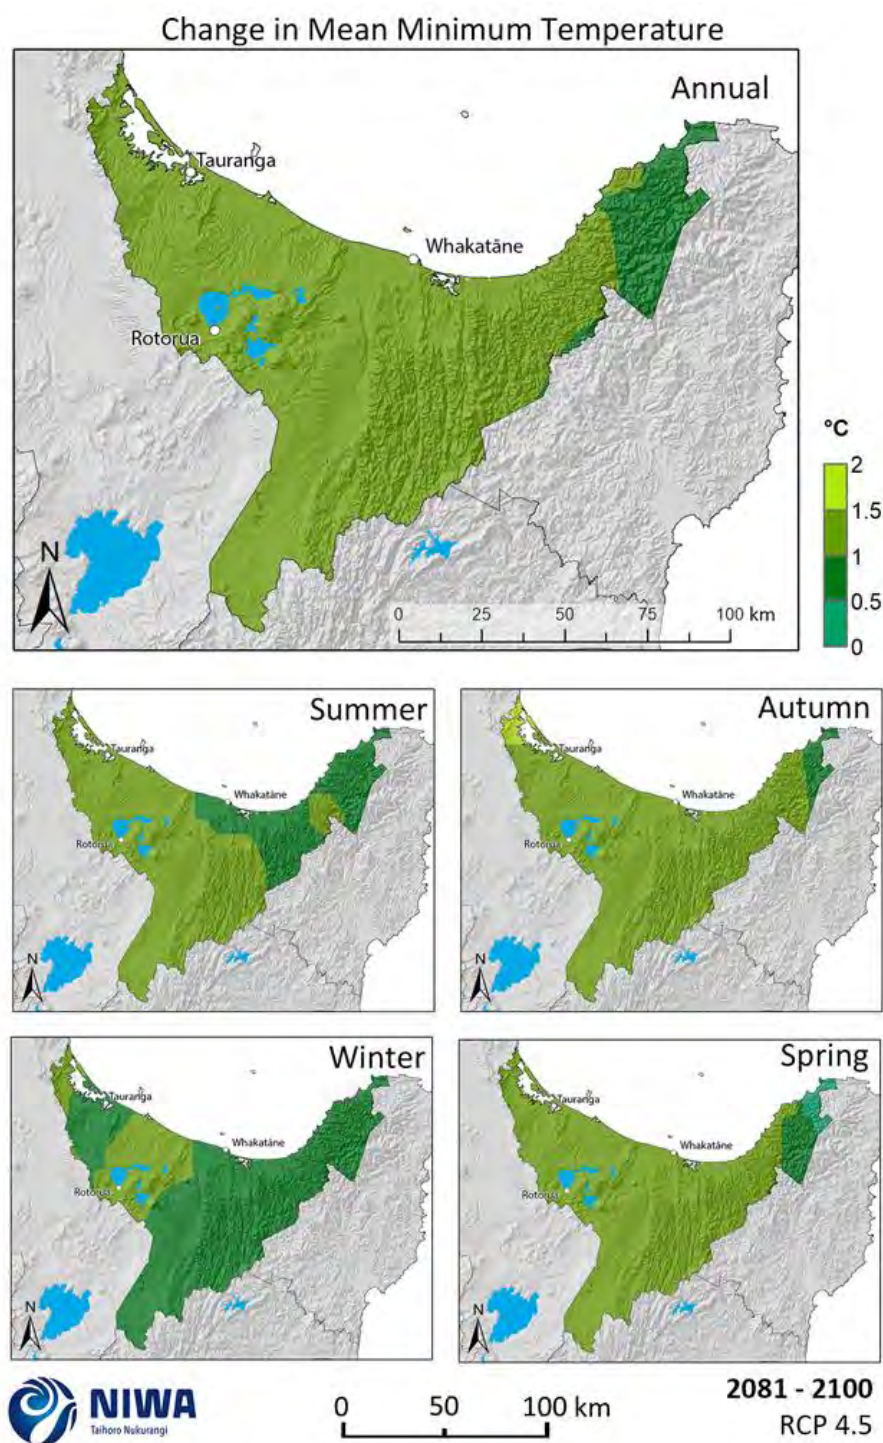 Change in Mean Minimum Temperature
Annual
Tauranga
Whakatāne
Rotorua
°C
2
1.5
1
0.5
0
N
0 25 50 75 100 km
Summer
Tauranga
Whakatāne
Rotorua
N
Autumn
Tauranga
Whakatāne
Rotorua
N
Winter
Tauranga
Whakatāne
Rotorua
N
Spring
Tauranga
Whakatāne
Rotorua
N
NIWA
Taihoro Nukurangi
0 50 100 km
2081 - 2100
RCP 4.5